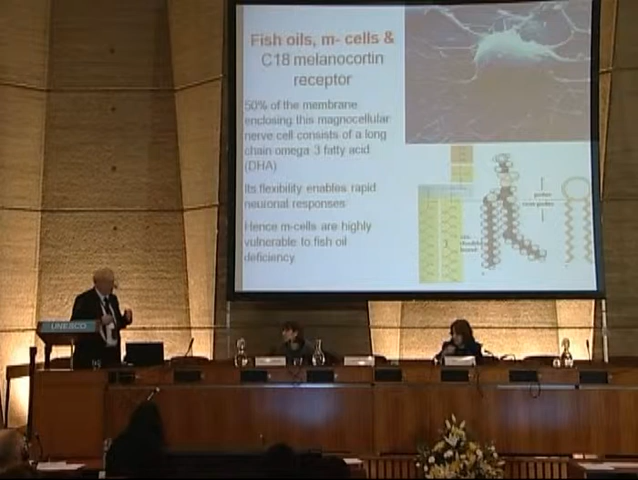 Fish oils, m- cells &
C18 melanocortin
receptor
50% of the membrane
enclosing this magnocellular
nerve cell consists of a long
chain omega 3 fatty acid
(DHA)
Its flexibility enables rapid
neuronal responses
Hence m-cells are highly
vulnerable to fish oil
deficiency
UNESCO